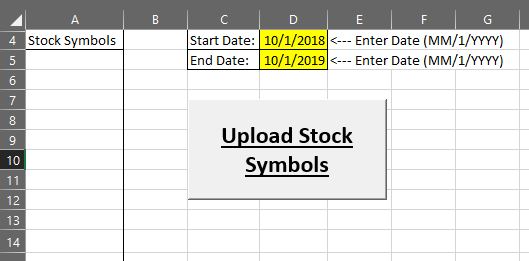 A B C D E F G
4 Stock Symbols Start Date: 10/1/2018 <--- Enter Date (MM/1/YYYY)
5 End Date: 10/1/2019 <--- Enter Date (MM/1/YYYY)
6
7
8
9
10
11
12
13
14
Upload Stock
Symbols